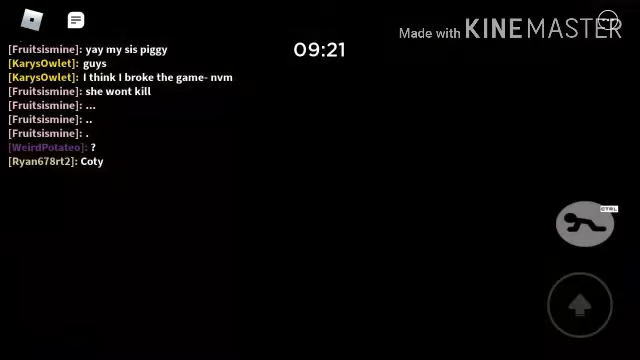 Made with KINEMASTER
[Fruitsismine]: yay my sis piggy
09:21
[KarysOwlet]: guys
[KarysOwlet]: I think I broke the game- nvm
[Fruitsismine]: she wont kill
[Fruitsismine]: ...
[Fruitsismine]: ..
[Fruitsismine]: .
[WeirdPotateo]: ?
[Ryan678rt2]: Coty
CTRL